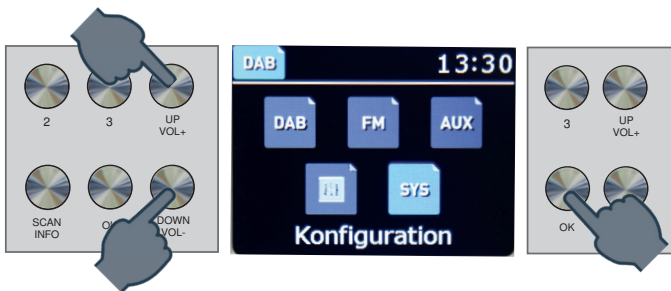 2
3
UP
VOL+
SCAN
INFO
DOWN
VOL-
DAB
13:30
DAB
FM
AUX
SYS
Konfiguration
3
UP
VOL+
OK